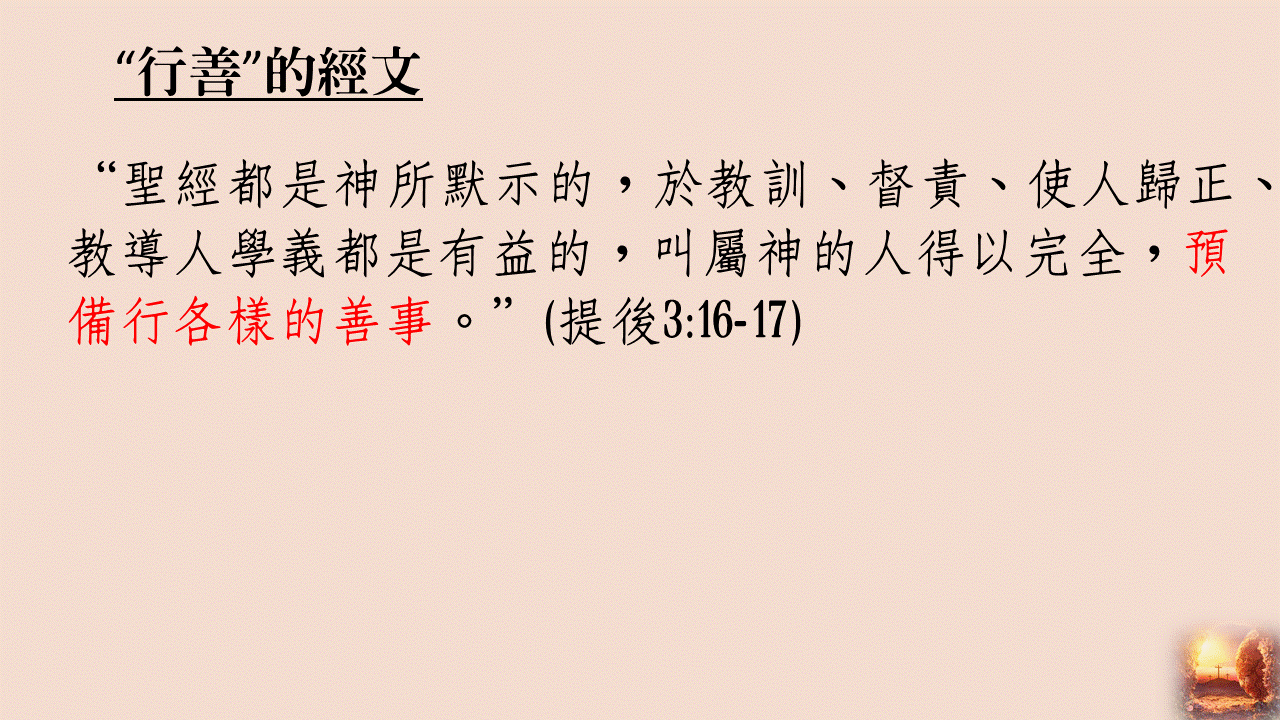 “行善”的經文
“聖經都是神所默示的，於教訓、督責、使人歸正、
教導人學義都是有益的，叫屬神的人得以完全，預
備行各樣的善事。”(提後3:16-17)